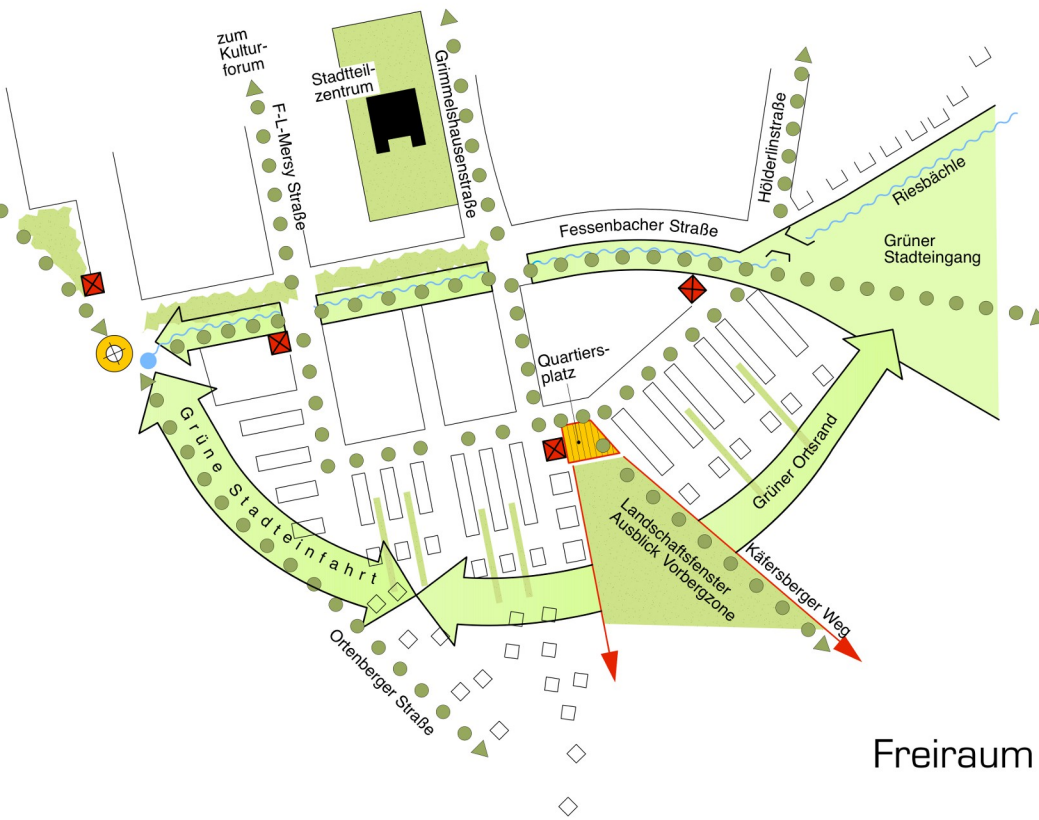 zum
Kultur-
forum
Stadtteil-
zentrum
Grimmelshausenstraße
F-L-Mersy Straße
Hölderlinstraße
Riesbächle
Fessenbacher Straße
Grüner
Stadteingang
Quartiers-
platz
Grüne Stadteinfahrt
Grüner Ortsrand
Landschaftsfenster
Ausblick Vorbergzone
Käfersberger Weg
Ortenberger Straße
Freiraum